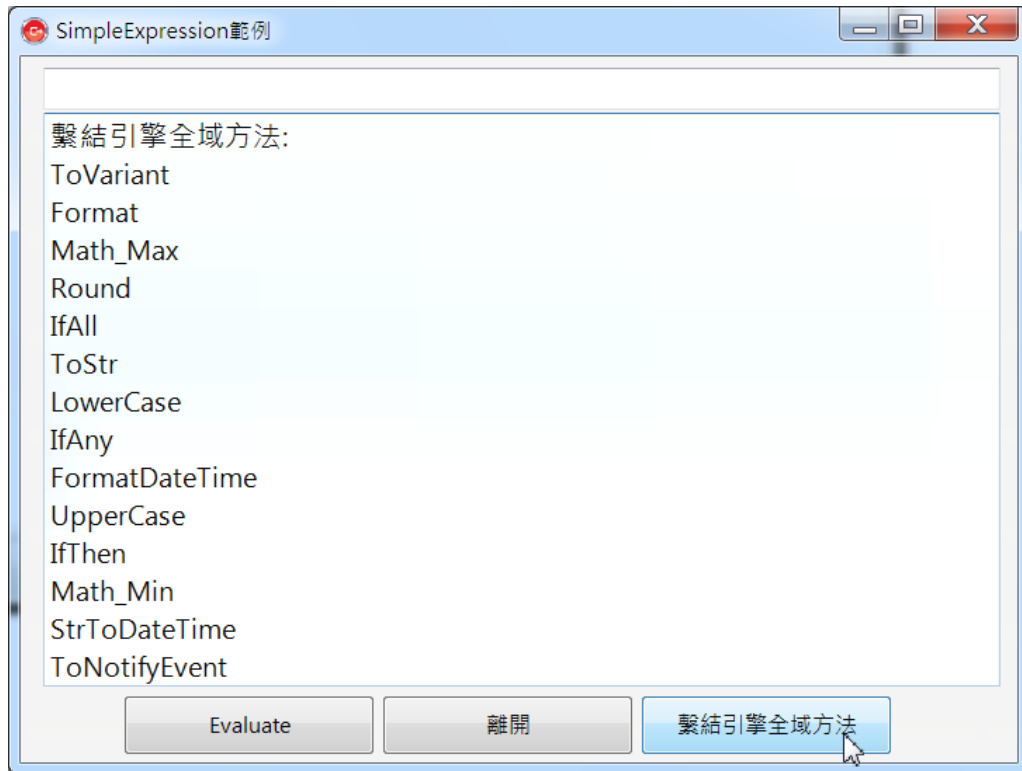 SimpleExpression範例
繫結引擎全域方法:
ToVariant
Format
Math_Max
Round
IfAll
ToStr
LowerCase
IfAny
FormatDateTime
UpperCase
IfThen
Math_Min
StrToDateTime
ToNotifyEvent
Evaluate
離開
繫結引擎全域方法